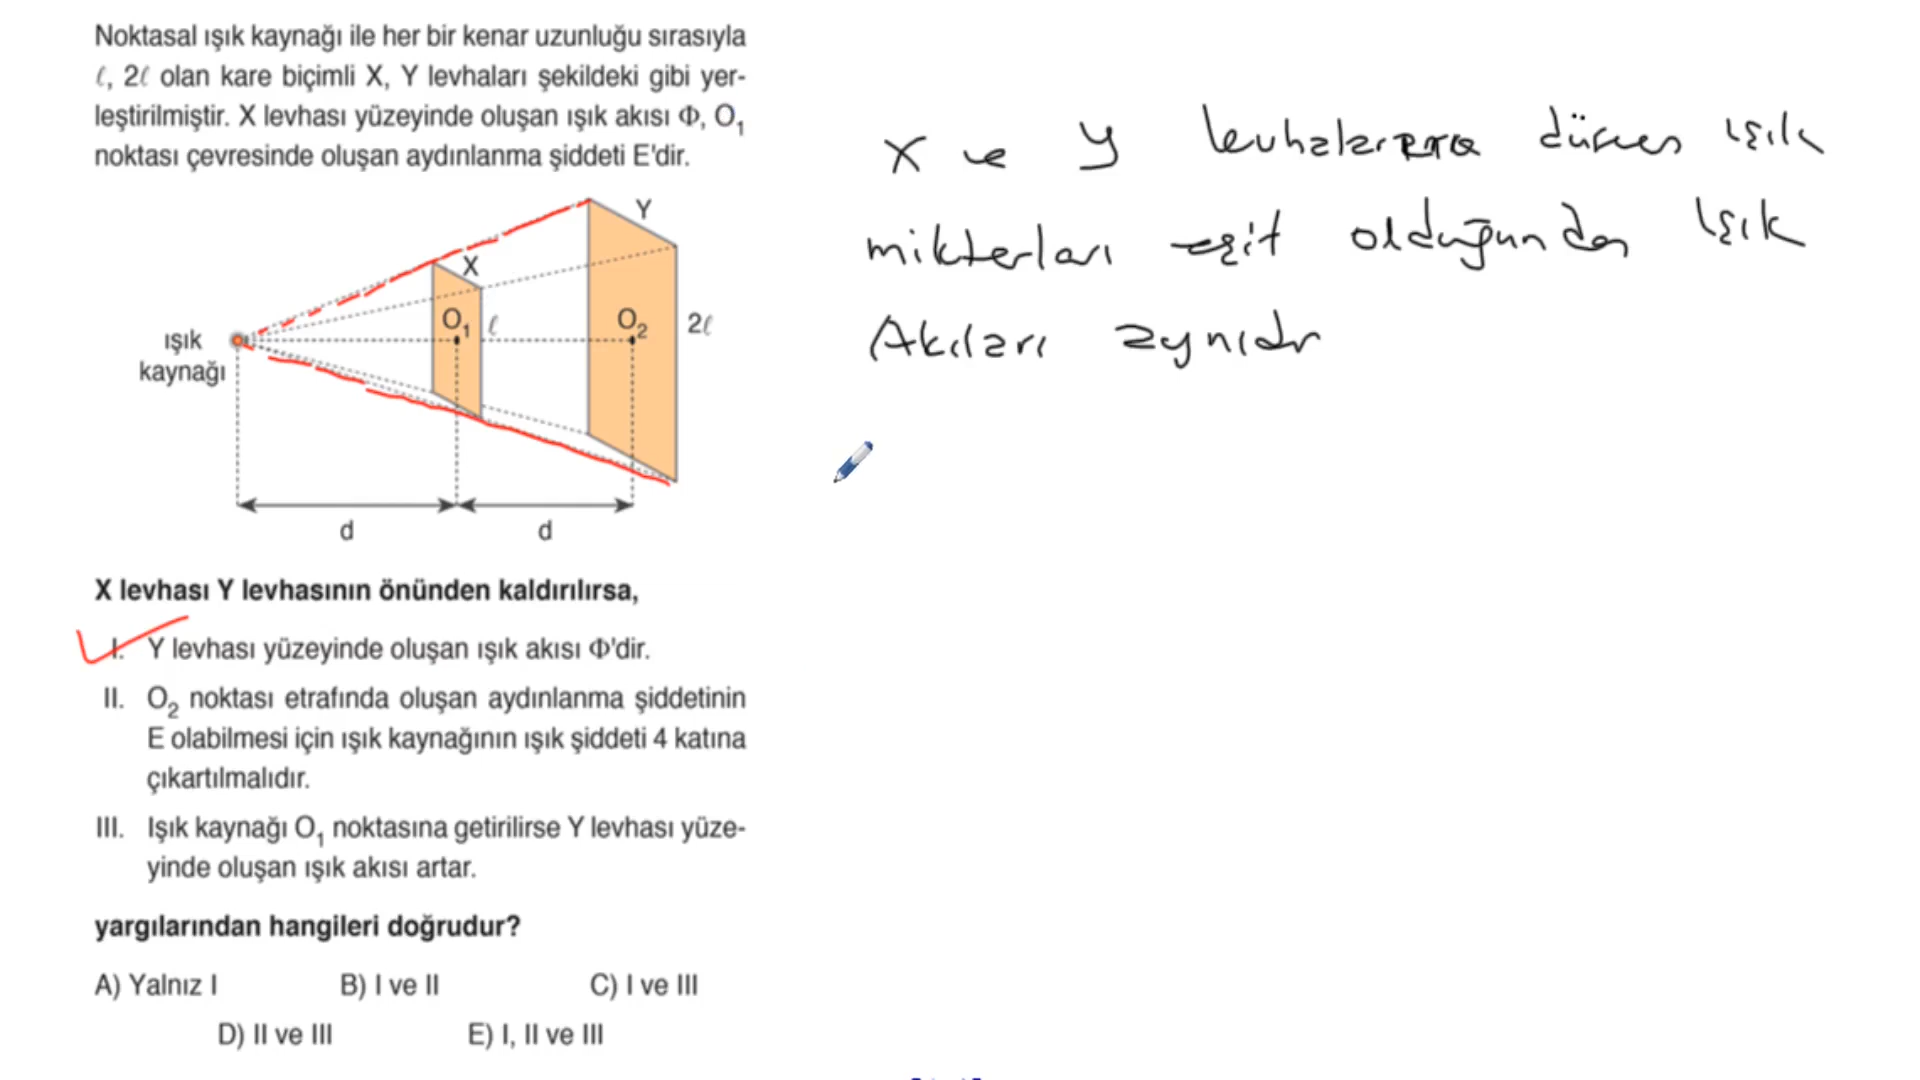 Noktasal ışık kaynağı ile her bir kenar uzunluğu sırasıyla
ℓ, 2ℓ olan kare biçimli X, Y levhaları şekildeki gibi yer-
leştirilmiştir. X levhası yüzeyinde oluşan ışık akısı Φ, O₁
noktası çevresinde oluşan aydınlanma şiddeti E'dir.
Y
X
O₁
ℓ
O₂
2ℓ
ışık
kaynağı
d
d
X levhası Y levhasının önünden kaldırılırsa,
I. Y levhası yüzeyinde oluşan ışık akısı Φ'dir.
II. O₂ noktası etrafında oluşan aydınlanma şiddetinin
E olabilmesi için ışık kaynağının ışık şiddeti 4 katına
çıkartılmalıdır.
III. Işık kaynağı O₁ noktasına getirilirse Y levhası yüze-
yinde oluşan ışık akısı artar.
yargılarından hangileri doğrudur?
A) Yalnız I B) I ve II C) I ve III
D) II ve III E) I, II ve III
X ve Y düşen ışık
mikterları eşit olduğundan Işık
Akıları aynıdır